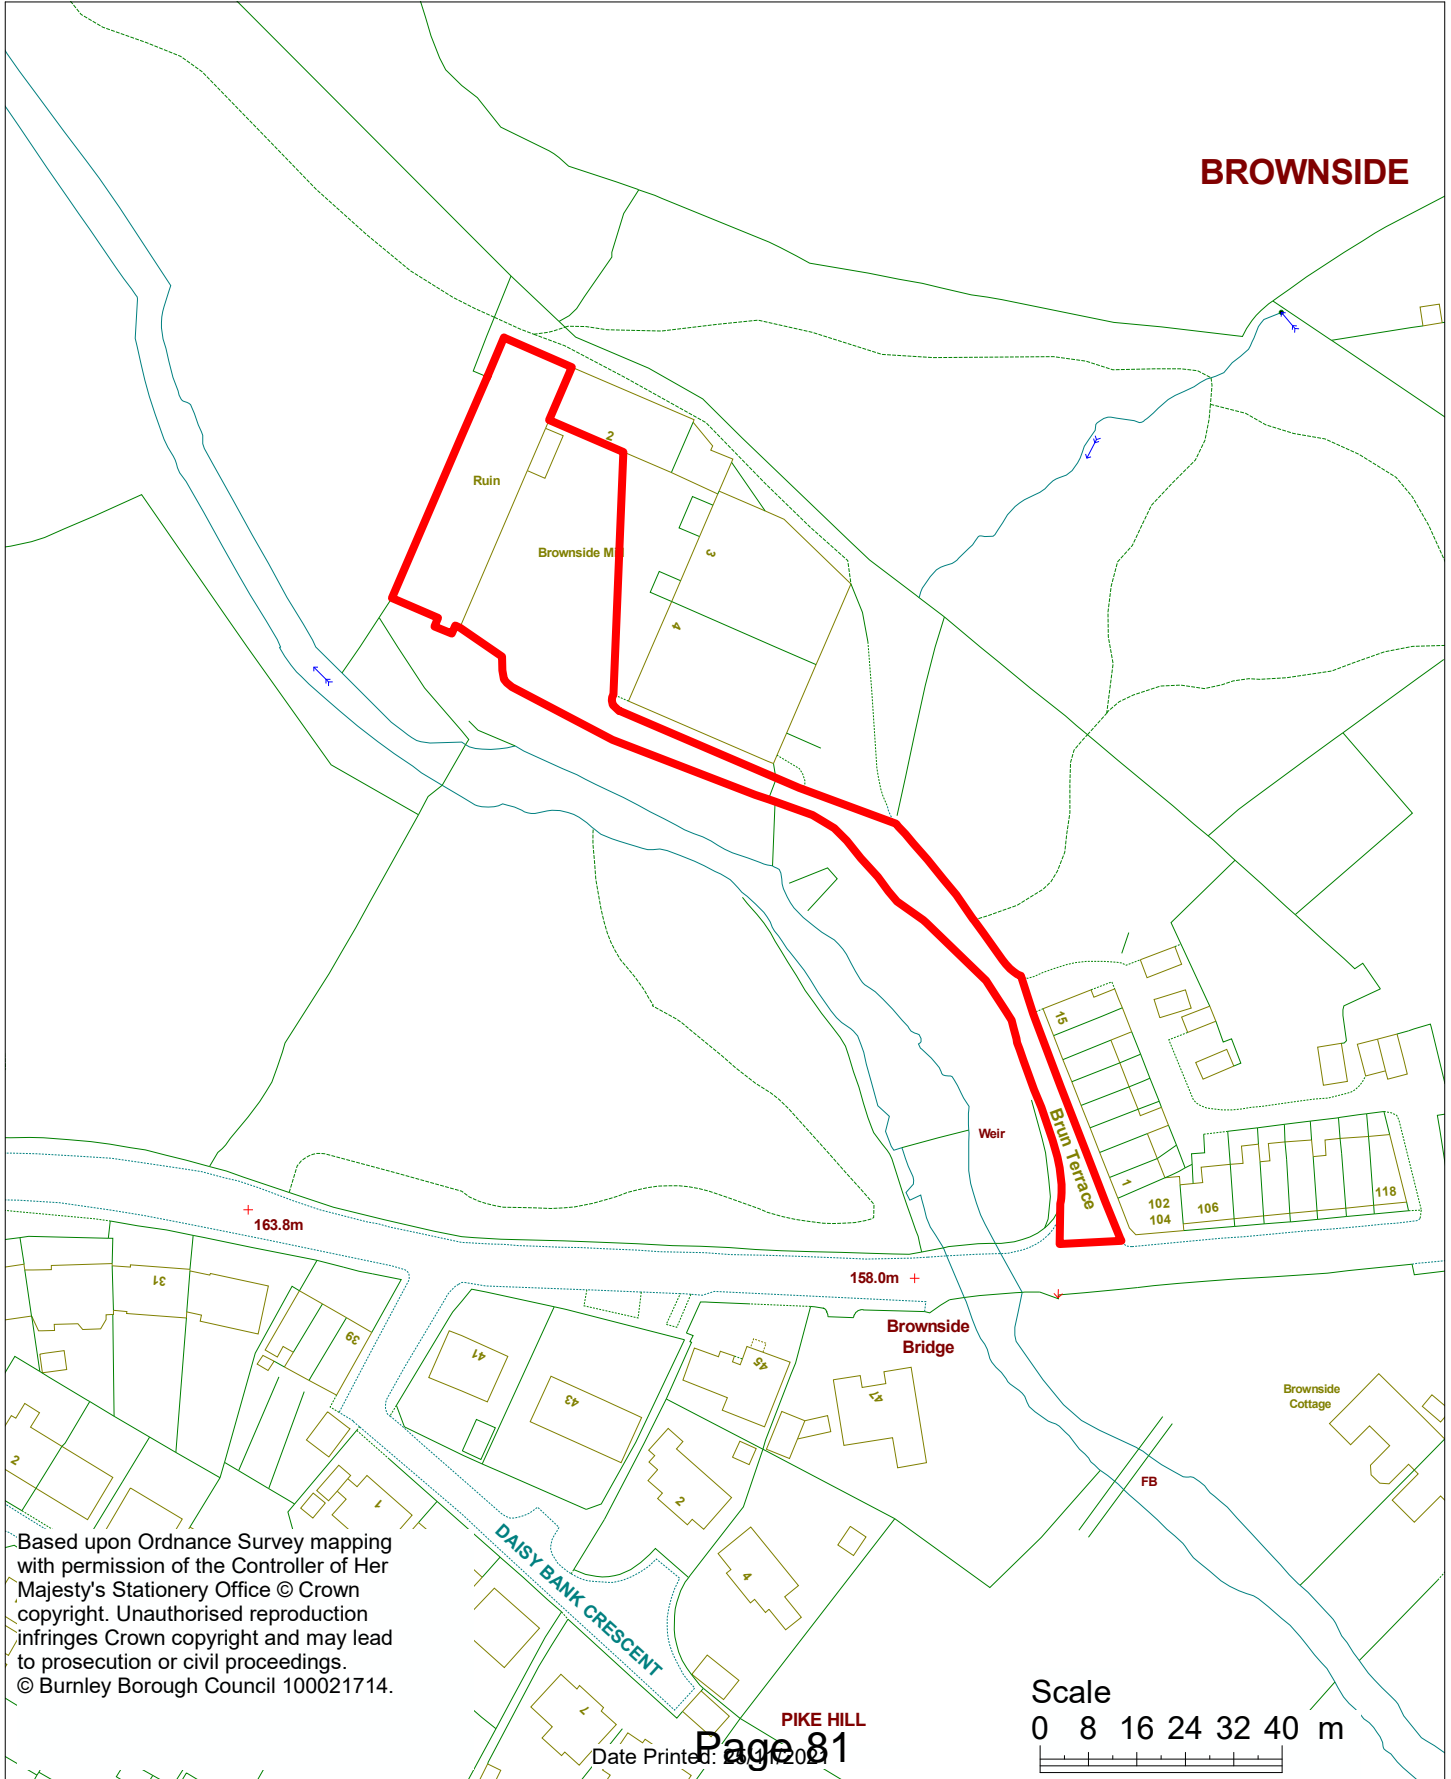 BROWNSIDE
2
Ruin
Brownside
3
4
15
Weir
Brun Terrace
1
102
104
106
118
163.8m
158.0m
31
39
41
43
45
47
Brownside
Bridge
Brownside
Cottage
2
1
2
4
7
FB
DAISY BANK CRESCENT
Based upon Ordnance Survey mapping
with permission of the Controller of Her
Majesty's Stationery Office © Crown
copyright. Unauthorised reproduction
infringes Crown copyright and may lead
to prosecution or civil proceedings.
© Burnley Borough Council 100021714.
PIKE HILL
Scale
0 8 16 24 32 40 m
Page 81
Date Printed: